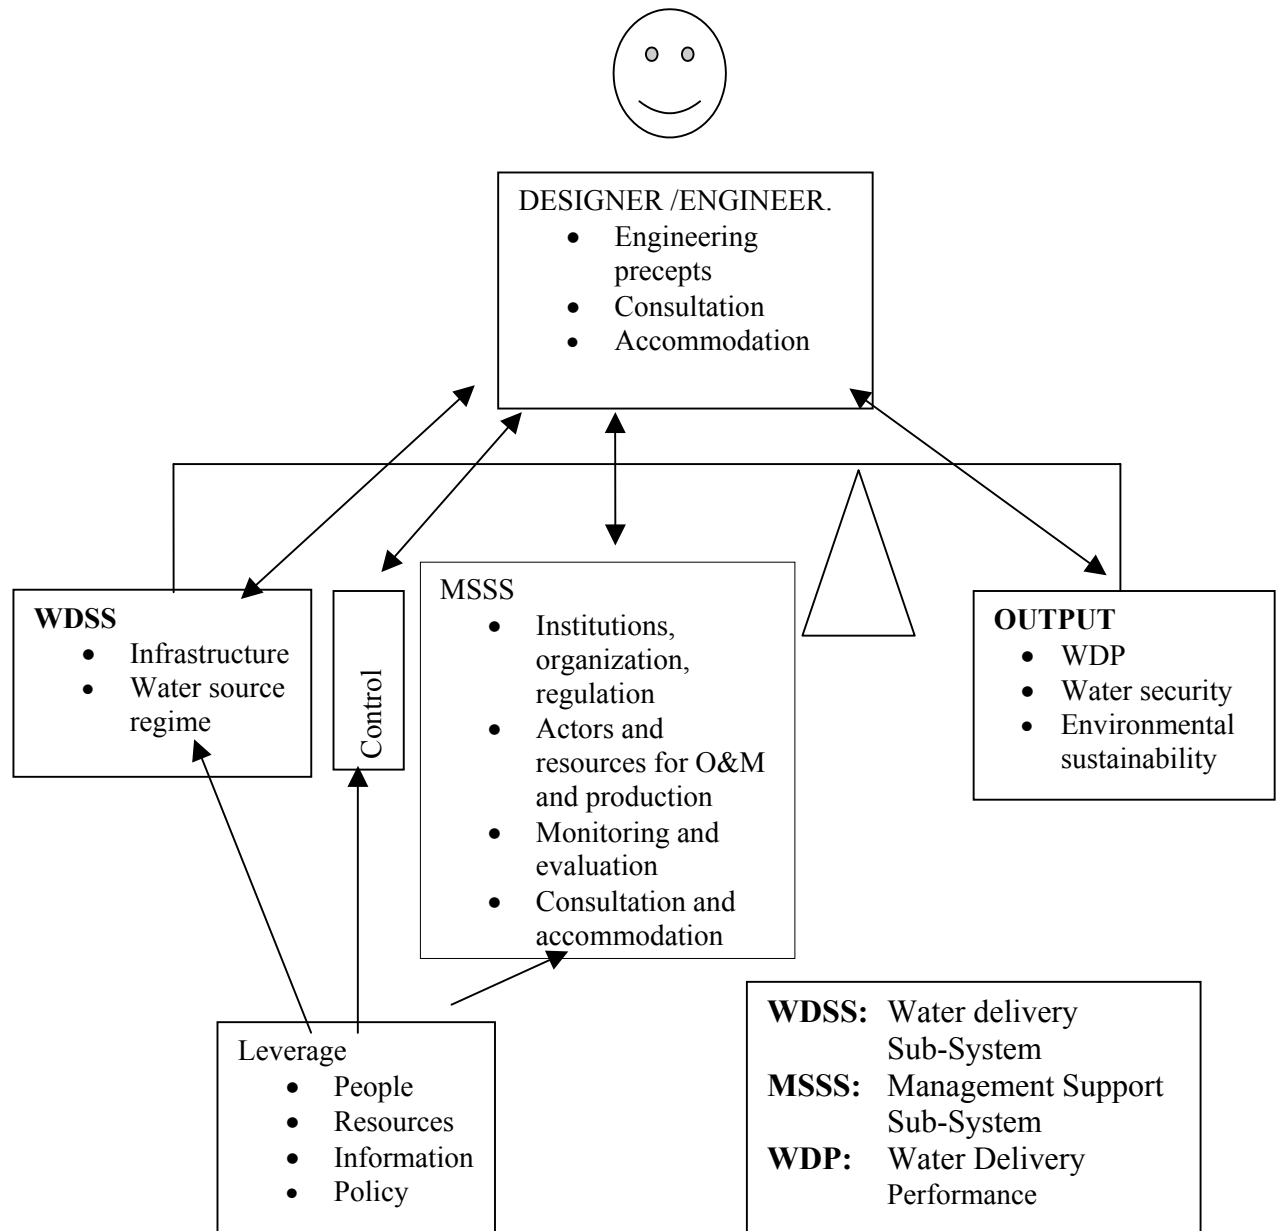 DESIGNER /ENGINEER.
• Engineering
precepts
• Consultation
• Accommodation
WDSS
• Infrastructure
• Water source
regime
Control
MSSS
• Institutions,
organization,
regulation
• Actors and
resources for O&M
and production
• Monitoring and
evaluation
• Consultation and
accommodation
OUTPUT
• WDP
• Water security
• Environmental
sustainability
Leverage
• People
• Resources
• Information
• Policy
WDSS: Water delivery
Sub-System
MSSS: Management Support
Sub-System
WDP: Water Delivery
Performance